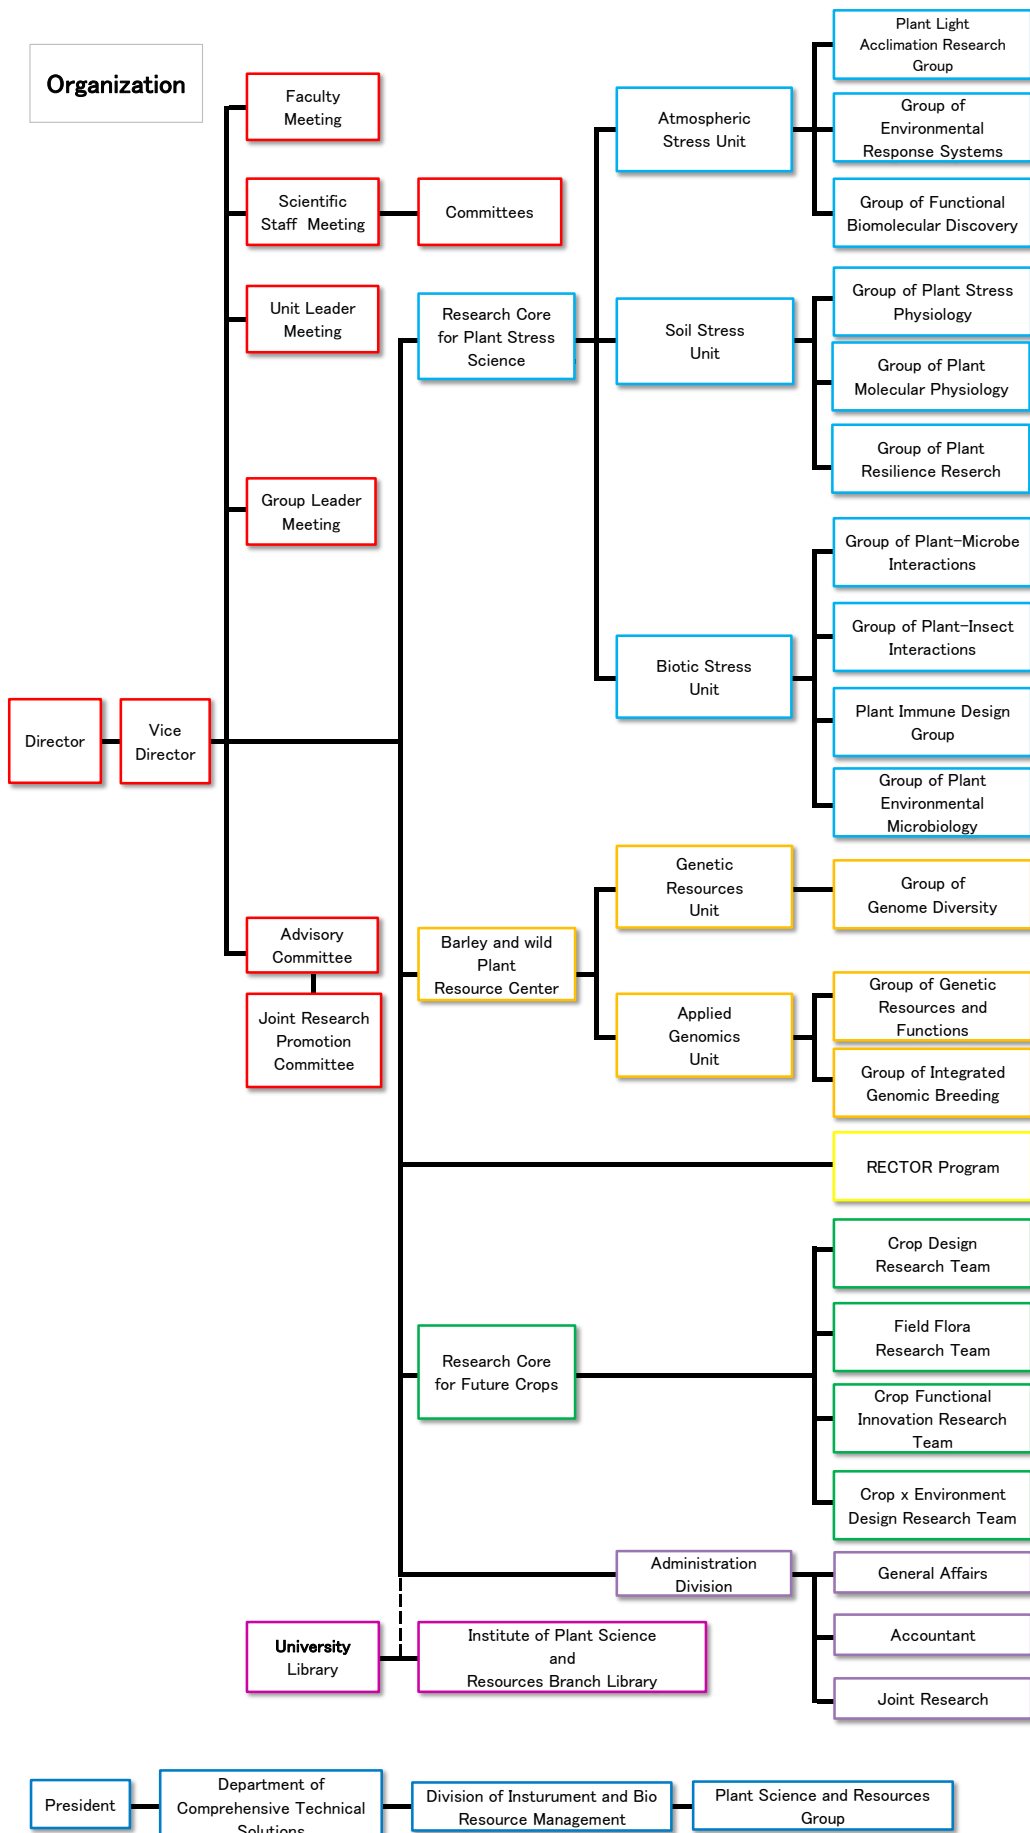 Organization
Faculty
Meeting
Scientific
Staff Meeting
Committees
Unit Leader
Meeting
Group Leader
Meeting
Director
Vice
Director
Advisory
Committee
Joint Research
Promotion
Committee
Research Core
for Plant Stress
Science
Atmospheric
Stress Unit
Plant Light
Acclimation Research
Group
Group of
Environmental
Response Systems
Group of Functional
Biomolecular Discovery
Soil Stress
Unit
Group of Plant Stress
Physiology
Group of Plant
Molecular Physiology
Group of Plant
Resilience Reserch
Biotic Stress
Unit
Group of Plant-Microbe
Interactions
Group of Plant-Insect
Interactions
Plant Immune Design
Group
Group of Plant
Environmental
Microbiology
Barley and wild
Plant
Resource Center
Genetic
Resources
Unit
Group of
Genome Diversity
Applied
Genomics
Unit
Group of Genetic
Resources and
Functions
Group of Integrated
Genomic Breeding
RECTOR Program
Research Core
for Future Crops
Crop Design
Research Team
Field Flora
Research Team
Crop Functional
Innovation Research
Team
Crop x Environment
Design Research Team
Administration
Division
General Affairs
Accountant
Joint Research
University
Library
Institute of Plant Science
and
Resources Branch Library
President
Department of
Comprehensive Technical
Solutions
Division of Insturument and Bio
Resource Management
Plant Science and Resources
Group